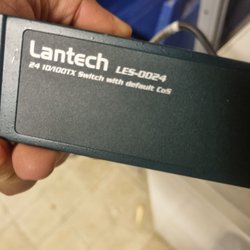 Lantech LES-0024
24 10/100TX Switch with default CoS